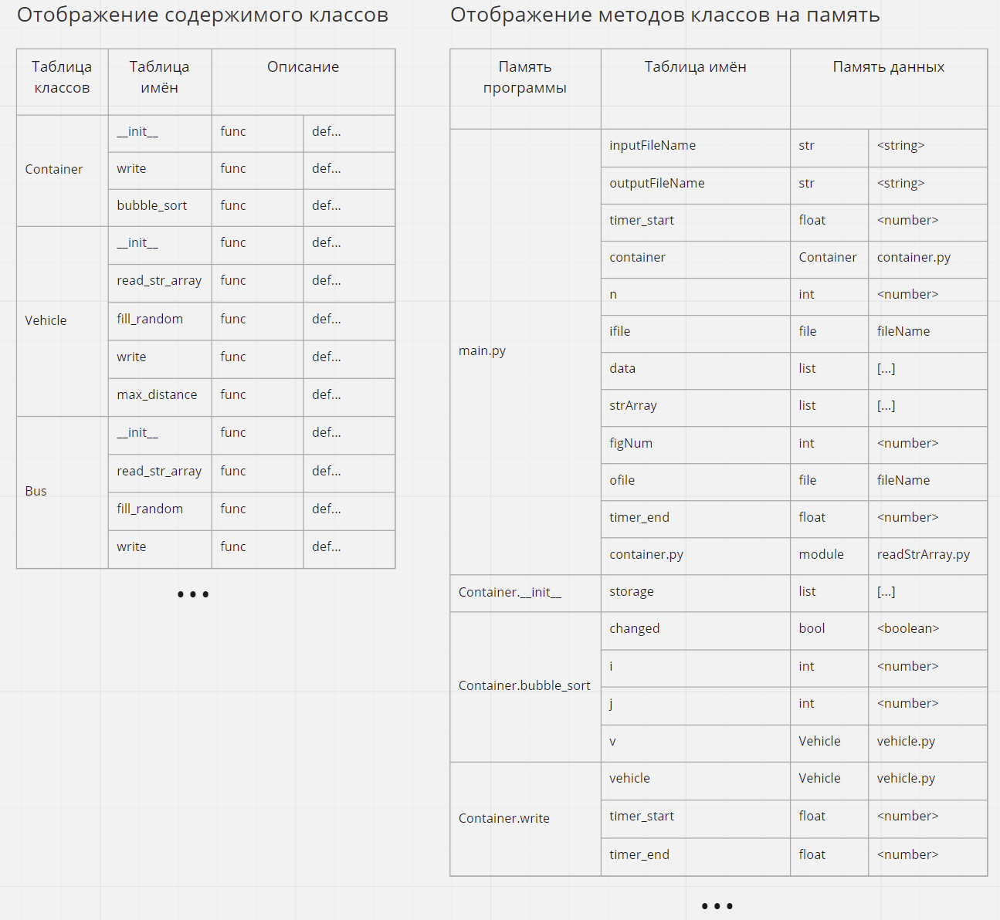 Отображение содержимого классов
Таблица классов Таблица имён Описание
Container __init__ func def...
write func def...
bubble_sort func def...
Vehicle __init__ func def...
read_str_array func def...
fill_random func def...
write func def...
max_distance func def...
Bus __init__ func def...
read_str_array func def...
fill_random func def...
write func def...
...
Отображение методов классов на память
Память программы Таблица имён Память данных
main.py inputFileName str <string>
outputFileName str <string>
timer_start float <number>
container Container container.py
n int <number>
ifile file fileName
data list [...]
strArray list [...]
figNum int <number>
ofile file fileName
timer_end float <number>
container.py module readStrArray.py
Container.__init__ storage list [...]
Container.bubble_sort changed bool <boolean>
i int <number>
j int <number>
v Vehicle vehicle.py
Container.write vehicle Vehicle vehicle.py
timer_start float <number>
timer_end float <number>
...